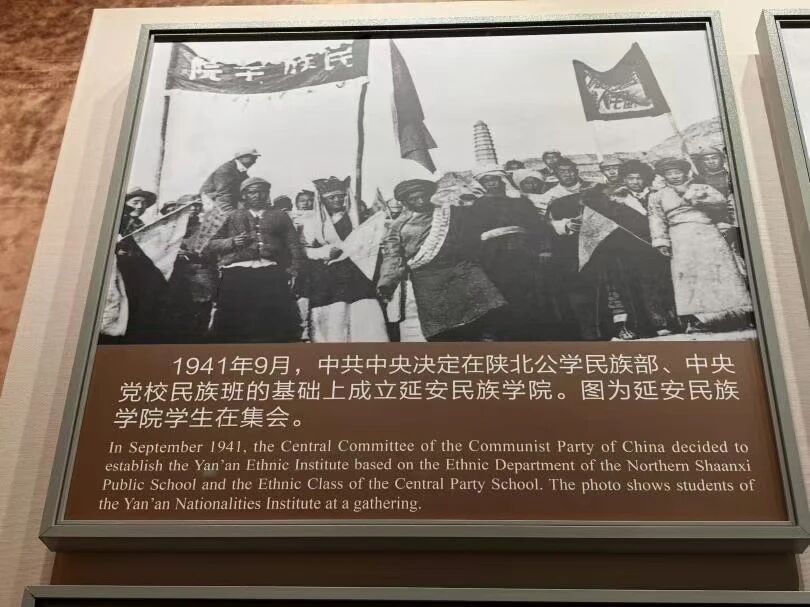 民族学院
1941年9月，中共中央决定在陕北公学民族部、中央
党校民族班的基础上成立延安民族学院。图为延安民族
学院学生在集会。
In September 1941, the Central Committee of the Communist Party of China decided to
establish the Yan'an Ethnic Institute based on the Ethnic Department of the Northern Shaanxi
Public School and the Ethnic Class of the Central Party School. The photo shows students of
the Yan'an Nationalities Institute at a gathering.